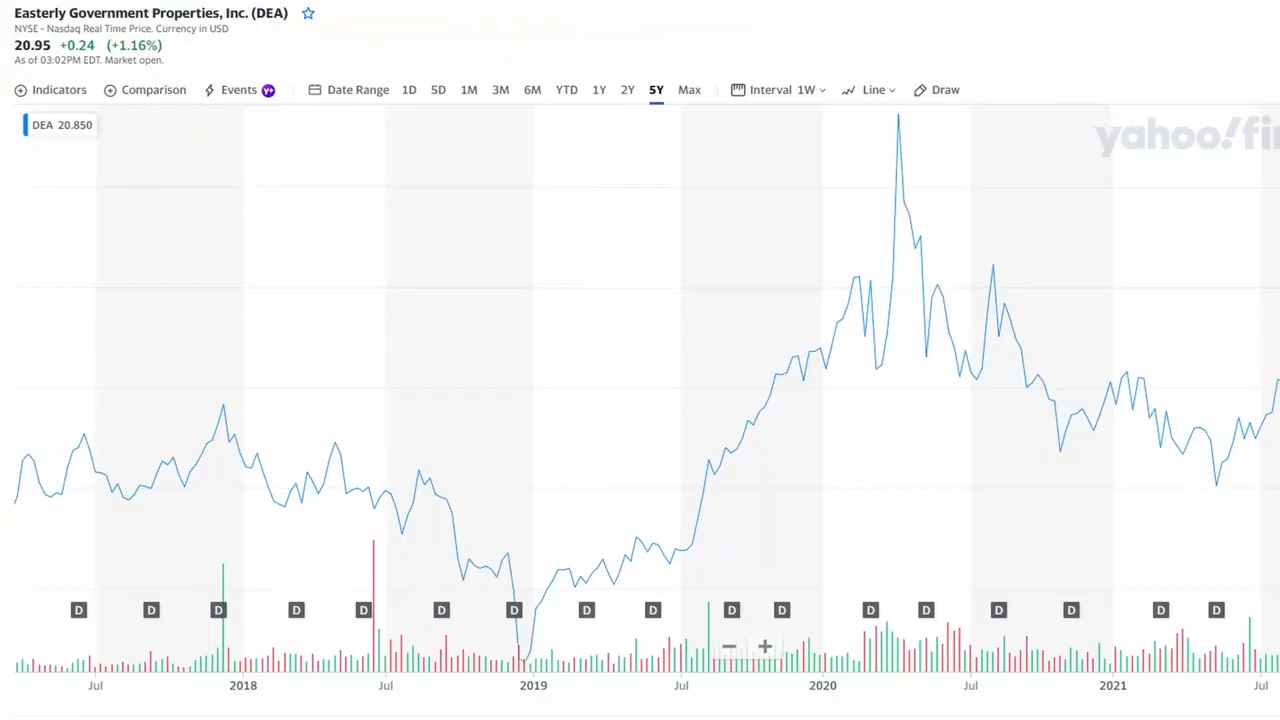 Easterly Government Properties, Inc. (DEA)
NYSE - Nasdaq Real Time Price. Currency in USD
20.95 +0.24 (+1.16%)
As of 03:02PM EDT. Market open.
Indicators Comparison Events Y+ Date Range 1D 5D 1M 3M 6M YTD 1Y 2Y 5Y Max Interval 1W Line Draw
DEA 20.850
yahoo!fin
D D D D D D D D D D D D D D D D D
Jul 2018 Jul 2019 Jul 2020 Jul 2021 Jul